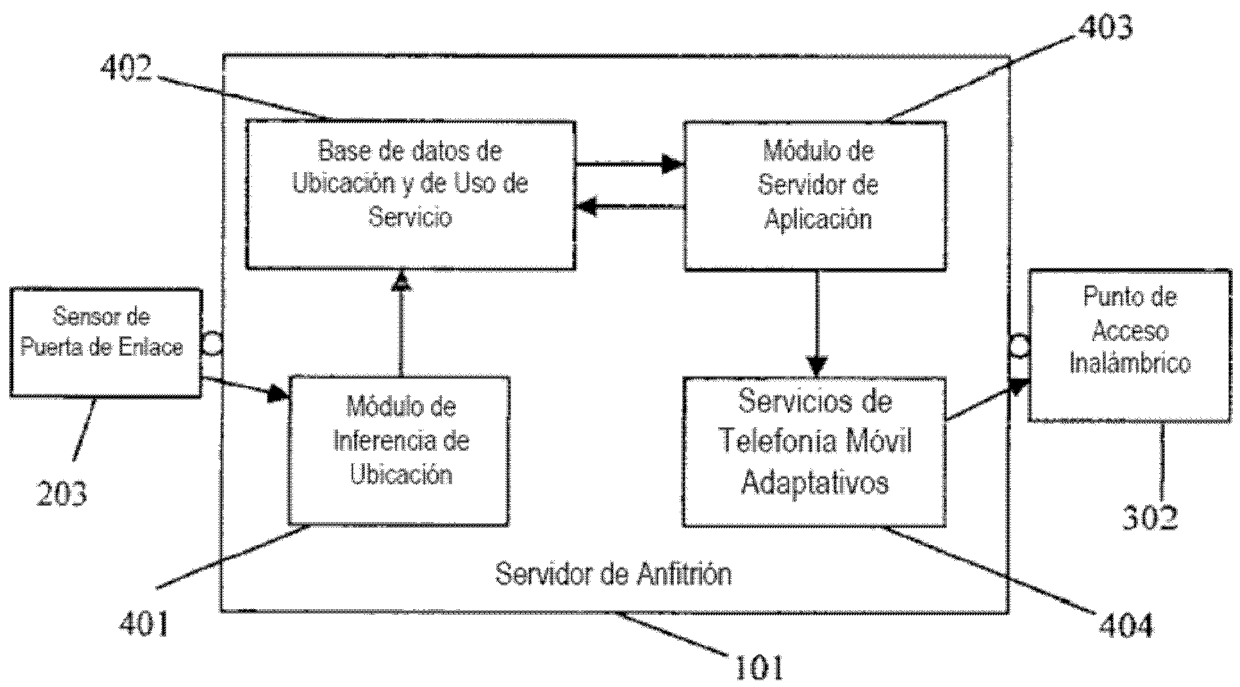 402
403
Base de datos de
Ubicación y de Uso de
Servicio
Módulo de
Servidor de
Aplicación
Sensor de
Puerta de Enlace
Punto de
Acceso
Inalámbrico
Módulo de
Inferencia de
Ubicación
Servicios de
Telefonía Móvil
Adaptativos
203
302
Servidor de Anfitrión
401
404
101